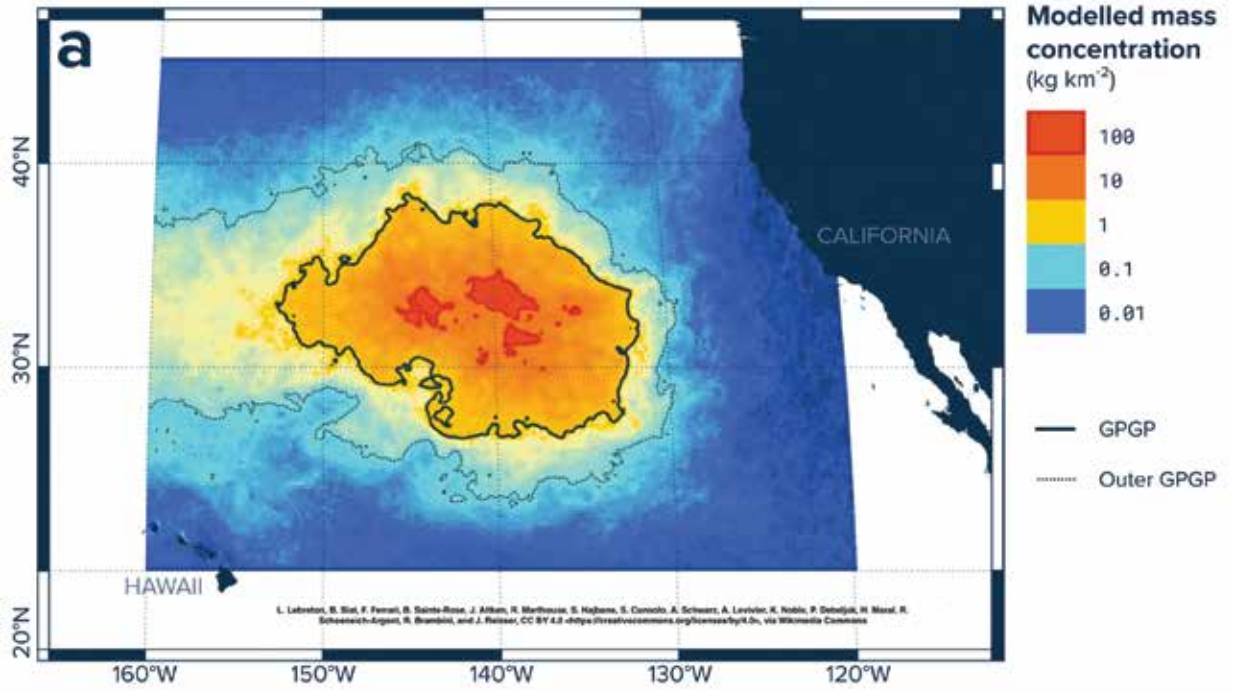 a
Modelled mass
concentration
(kg km⁻²)
100
10
1
0.1
0.01
GPGP
Outer GPGP
40°N
30°N
20°N
CALIFORNIA
HAWAII
L. Lebreton, B. Slat, F. Ferrari, B. Sainte-Rose, J. Aitken, R. Marthouse, S. Hajbane, S. Cunsolo, A. Schwarz, A. Levivier, K. Noble, P. Debeljak, H. Maral, R.
Schoeneich-Argent, R. Brambini, and J. Reisser, CC BY 4.0 <https://creativecommons.org/licenses/by/4.0>, via Wikimedia Commons
160°W 150°W 140°W 130°W 120°W